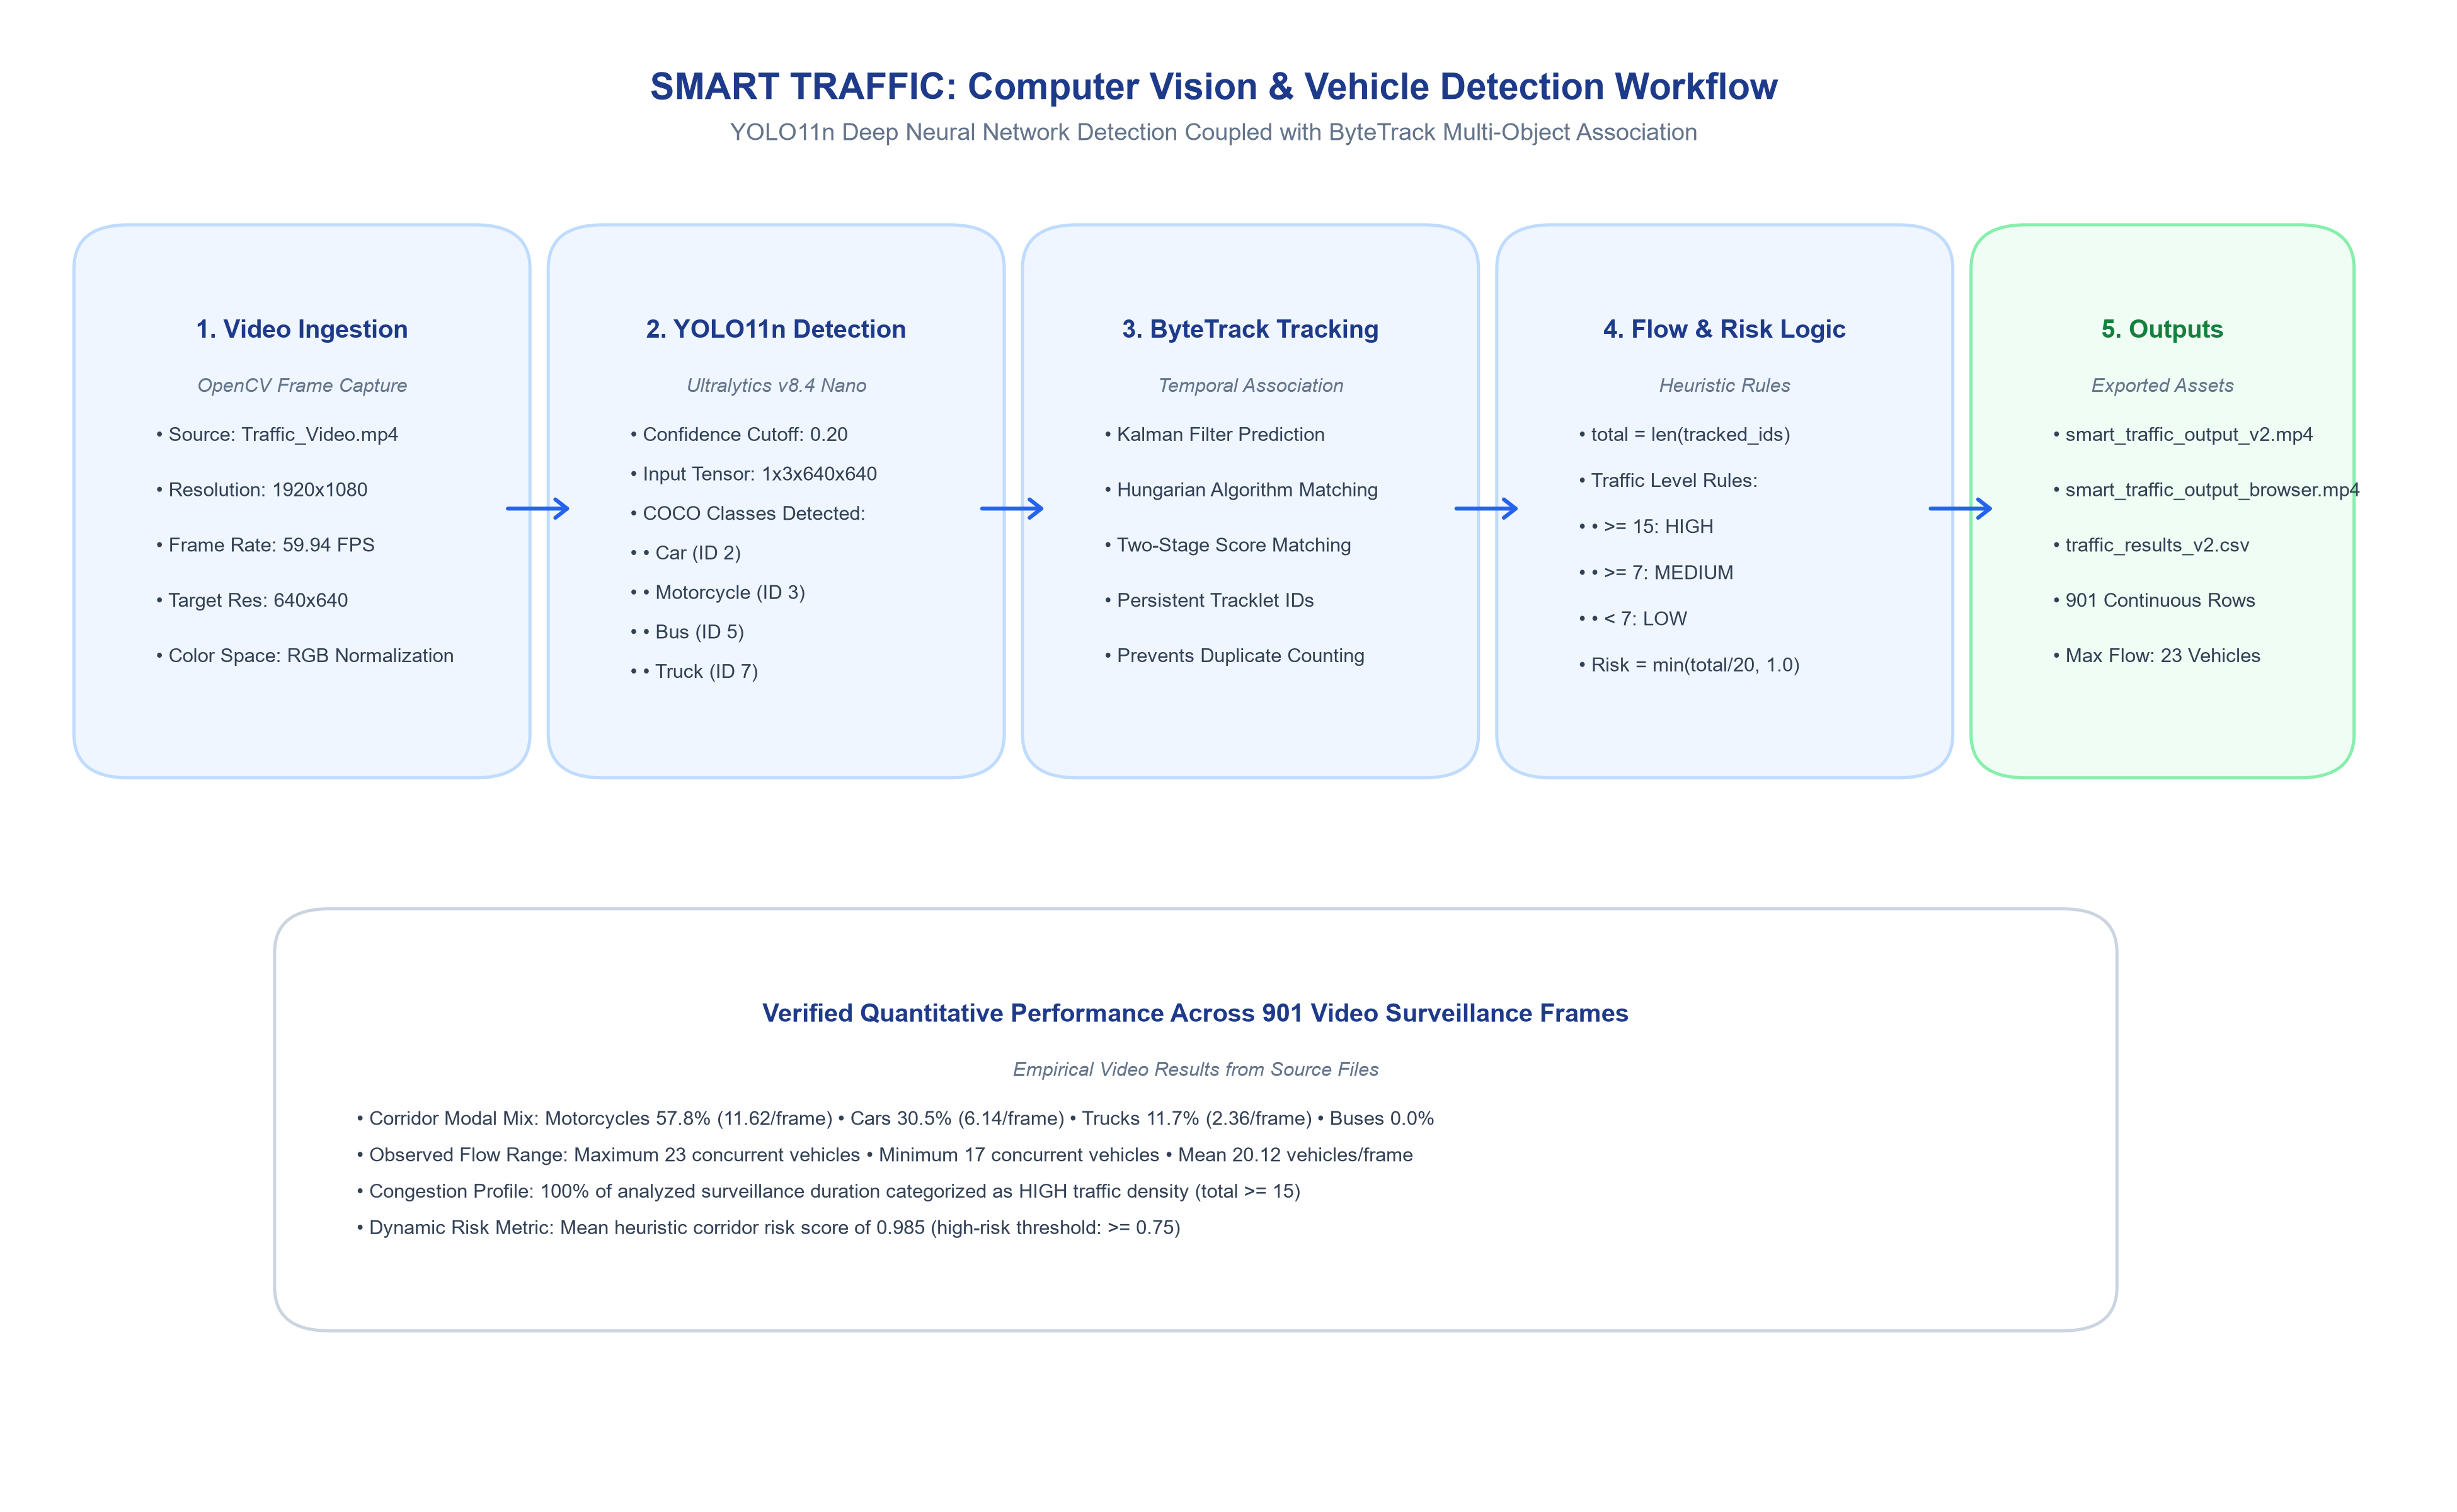 SMART TRAFFIC: Computer Vision & Vehicle Detection Workflow
YOLO11n Deep Neural Network Detection Coupled with ByteTrack Multi-Object Association
1. Video Ingestion
OpenCV Frame Capture
• Source: Traffic_Video.mp4
• Resolution: 1920x1080
• Frame Rate: 59.94 FPS
• Target Res: 640x640
• Color Space: RGB Normalization
2. YOLO11n Detection
Ultralytics v8.4 Nano
• Confidence Cutoff: 0.20
• Input Tensor: 1x3x640x640
• COCO Classes Detected:
• • Car (ID 2)
• • Motorcycle (ID 3)
• • Bus (ID 5)
• • Truck (ID 7)
3. ByteTrack Tracking
Temporal Association
• Kalman Filter Prediction
• Hungarian Algorithm Matching
• Two-Stage Score Matching
• Persistent Tracklet IDs
• Prevents Duplicate Counting
4. Flow & Risk Logic
Heuristic Rules
• total = len(tracked_ids)
• Traffic Level Rules:
• • >= 15: HIGH
• • >= 7: MEDIUM
• • < 7: LOW
• Risk = min(total/20, 1.0)
5. Outputs
Exported Assets
• smart_traffic_output_v2.mp4
• smart_traffic_output_browser.mp4
• traffic_results_v2.csv
• 901 Continuous Rows
• Max Flow: 23 Vehicles
Verified Quantitative Performance Across 901 Video Surveillance Frames
Empirical Video Results from Source Files
• Corridor Modal Mix: Motorcycles 57.8% (11.62/frame) • Cars 30.5% (6.14/frame) • Trucks 11.7% (2.36/frame) • Buses 0.0%
• Observed Flow Range: Maximum 23 concurrent vehicles • Minimum 17 concurrent vehicles • Mean 20.12 vehicles/frame
• Congestion Profile: 100% of analyzed surveillance duration categorized as HIGH traffic density (total >= 15)
• Dynamic Risk Metric: Mean heuristic corridor risk score of 0.985 (high-risk threshold: >= 0.75)